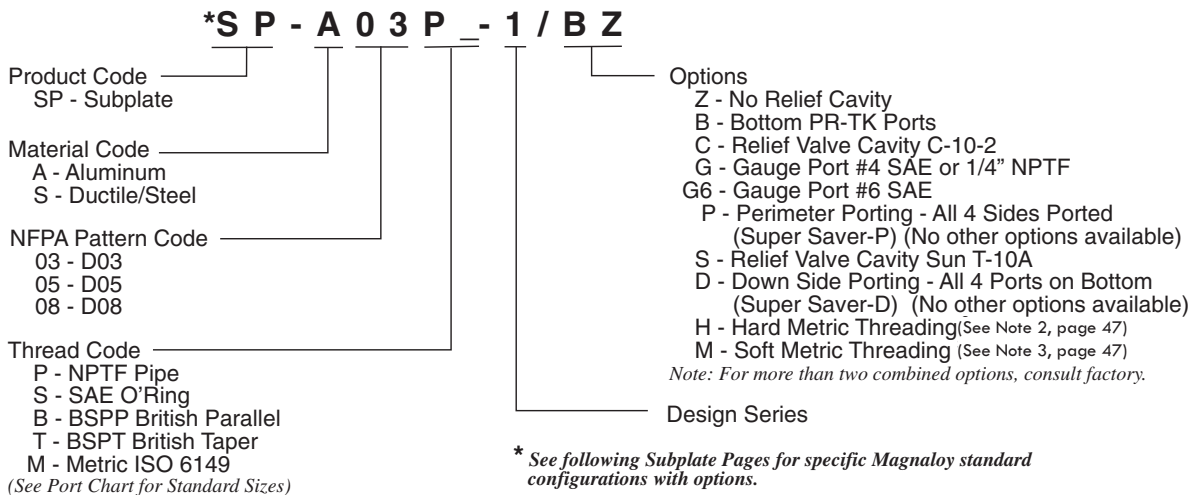 *S P - A 0 3 P _ - 1 / B Z
Product Code
SP - Subplate
Material Code
A - Aluminum
S - Ductile/Steel
NFPA Pattern Code
03 - D03
05 - D05
08 - D08
Thread Code
P - NPTF Pipe
S - SAE O'Ring
B - BSPP British Parallel
T - BSPT British Taper
M - Metric ISO 6149
(See Port Chart for Standard Sizes)
Options
Z - No Relief Cavity
B - Bottom PR-TK Ports
C - Relief Valve Cavity C-10-2
G - Gauge Port #4 SAE or 1/4” NPTF
G6 - Gauge Port #6 SAE
P - Perimeter Porting - All 4 Sides Ported
(Super Saver-P) (No other options available)
S - Relief Valve Cavity Sun T-10A
D - Down Side Porting - All 4 Ports on Bottom
(Super Saver-D) (No other options available)
H - Hard Metric Threading(See Note 2, page 47)
M - Soft Metric Threading (See Note 3, page 47)
Note: For more than two combined options, consult factory.
Design Series
* See following Subplate Pages for specific Magnaloy standard
configurations with options.